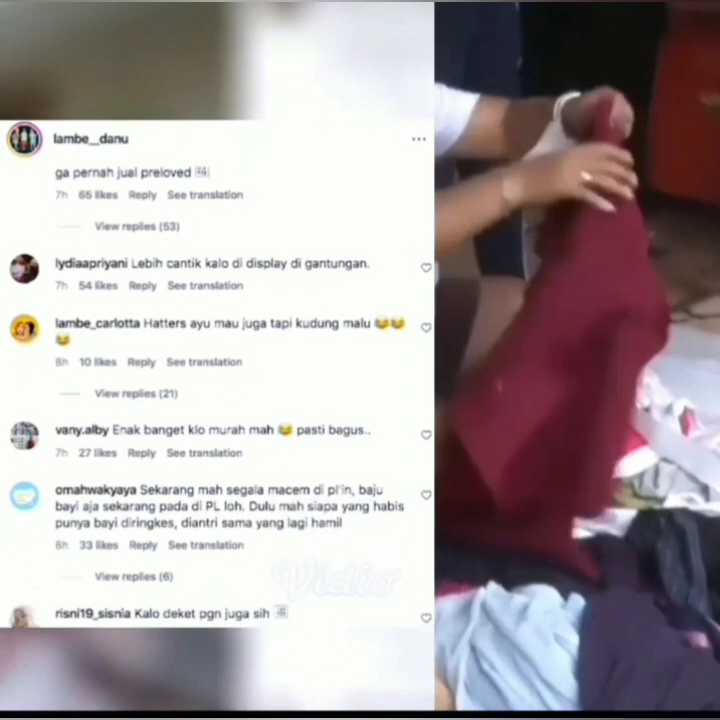 lambe__danu
ga pernah jual preloved
7h 65 likes Reply See translation
View replies (53)
lydiaapriyani Lebih cantik kalo di display di gantungan.
7h 54 likes Reply See translation
lambe_carlotta Hatters ayu mau juga tapi kudung malu 😂😂
😂
8h 10 likes Reply See translation
View replies (21)
vany.alby Enak banget klo murah mah 😂 pasti bagus..
7h 27 likes Reply See translation
omahwakyaya Sekarang mah segala macem di pl'in, baju
bayi aja sekarang pada di PL loh. Dulu mah siapa yang habis
punya bayi diringkes, diantri sama yang lagi hamil
6h 33 likes Reply See translation
View replies (6)
Vidio
risni19_sisnia Kalo deket pgn juga sih